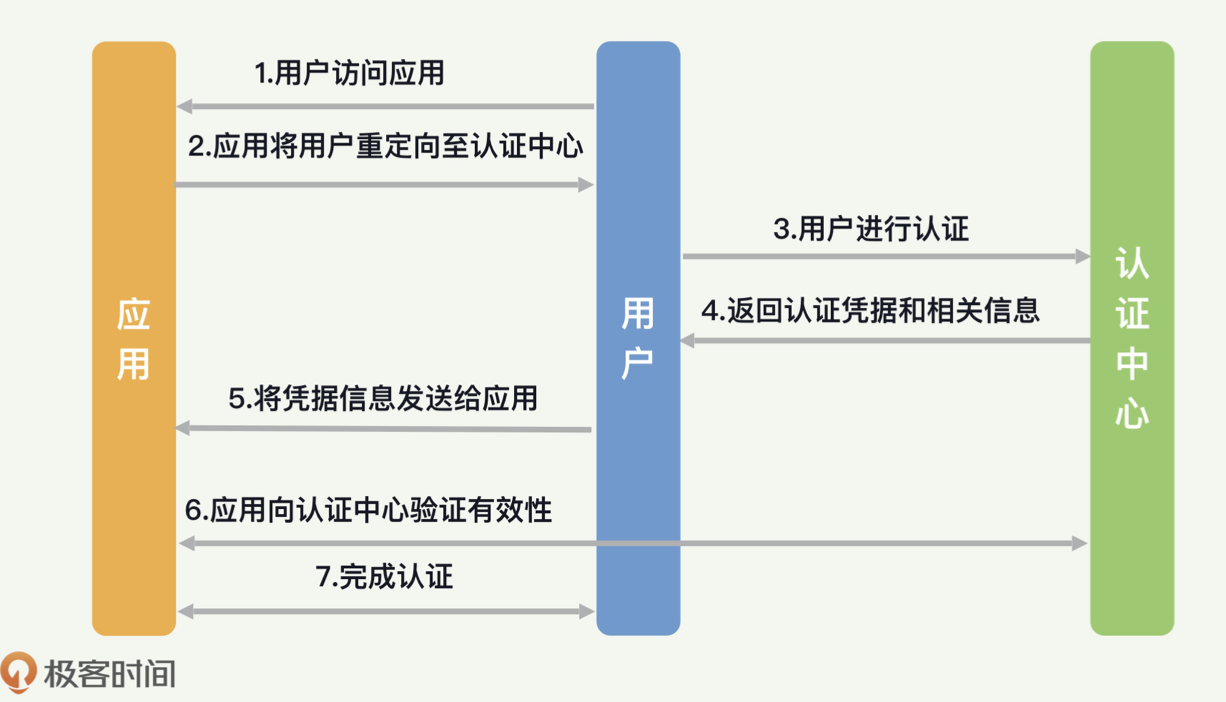 1.用户访问应用
2.应用将用户重定向至认证中心
3.用户进行认证
4.返回认证凭据和相关信息
5.将凭据信息发送给应用
6.应用向认证中心验证有效性
7.完成认证
应用
用户
认证中心
极客时间